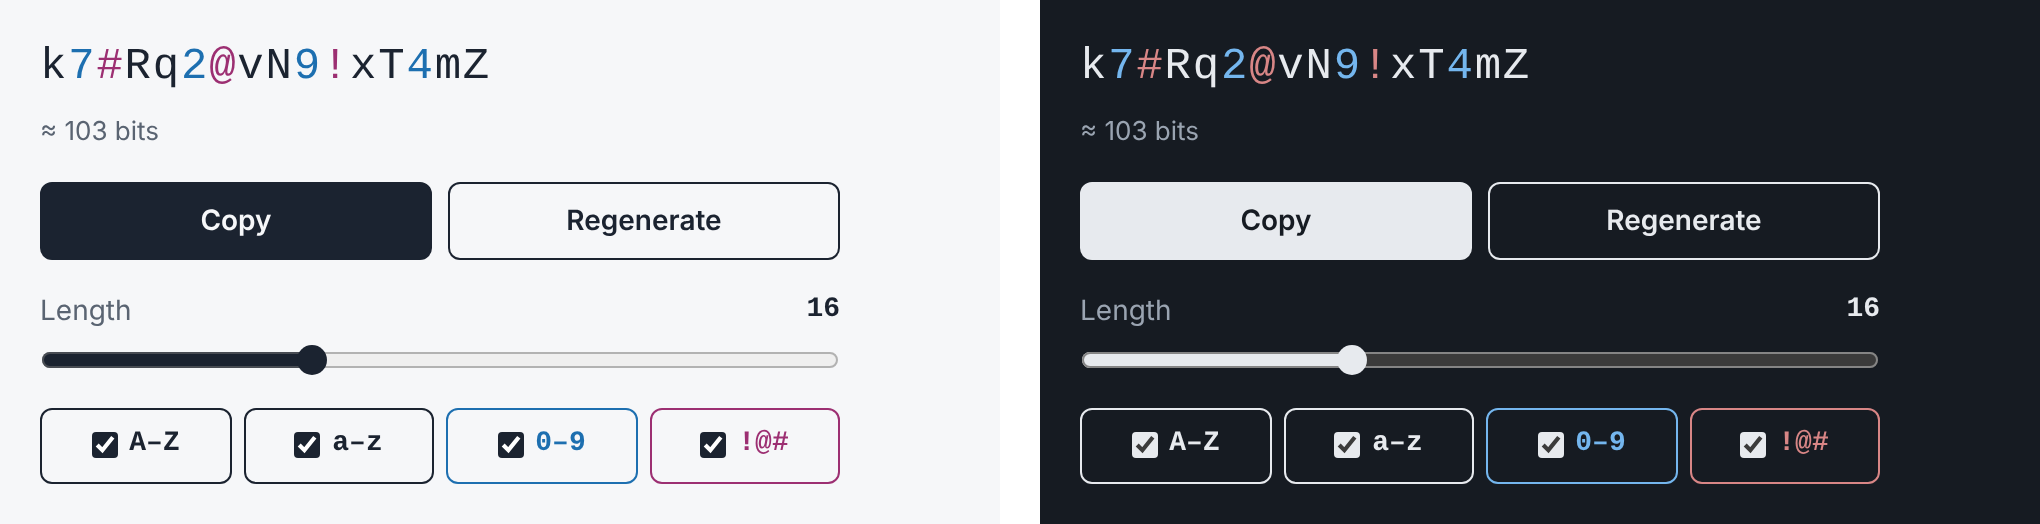 k7#Rq2@vN9!xT4mZ
≈ 103 bits
Copy
Regenerate
Length
16
A–Z
a–z
0–9
!@#
k7#Rq2@vN9!xT4mZ
≈ 103 bits
Copy
Regenerate
Length
16
A–Z
a–z
0–9
!@#